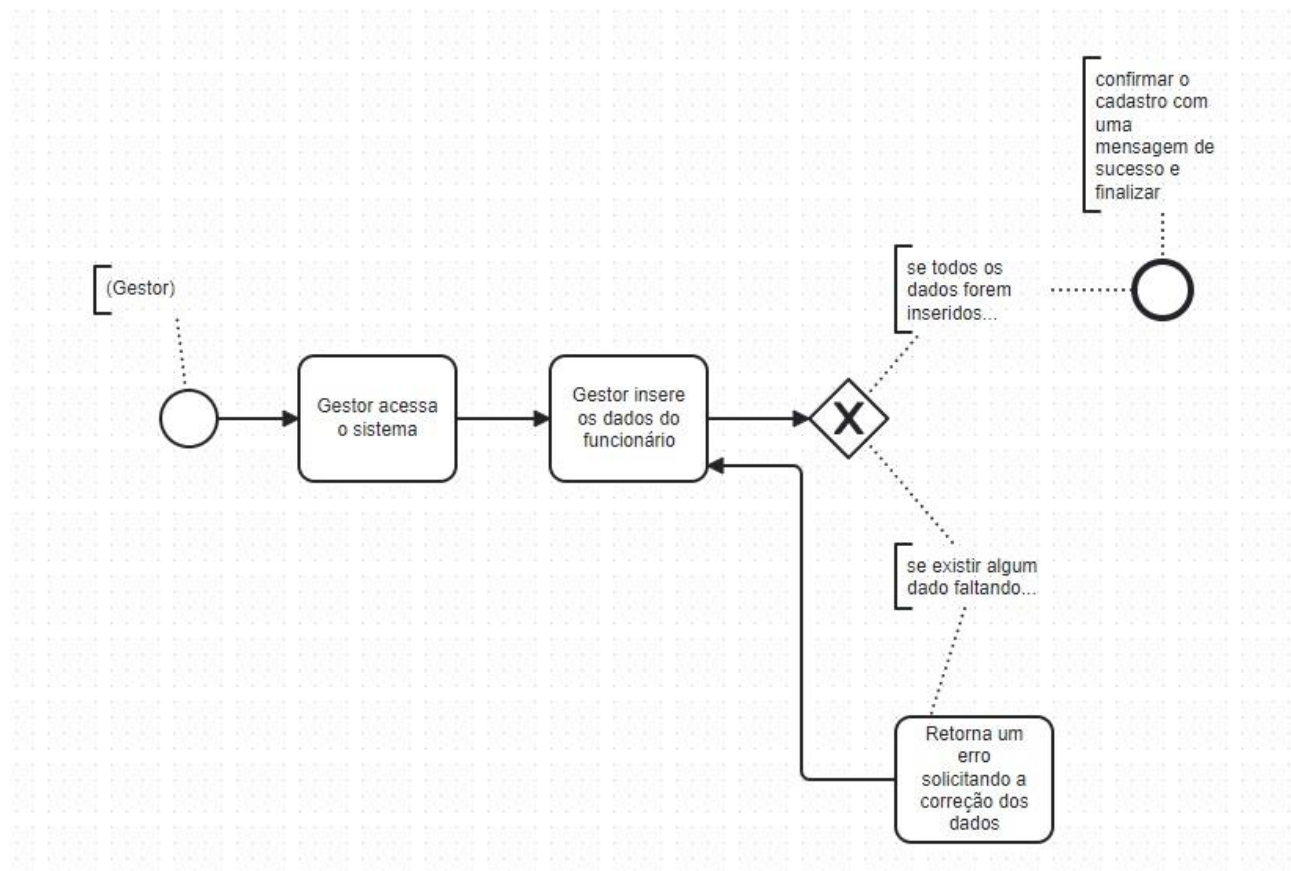 confirmar o
cadastro com
uma
mensagem de
sucesso e
finalizar
(Gestor)
se todos os
dados forem
inseridos...
Gestor acessa
o sistema
Gestor insere
os dados do
funcionário
X
se existir algum
dado faltando...
Retorna um
erro
solicitando a
correção dos
dados